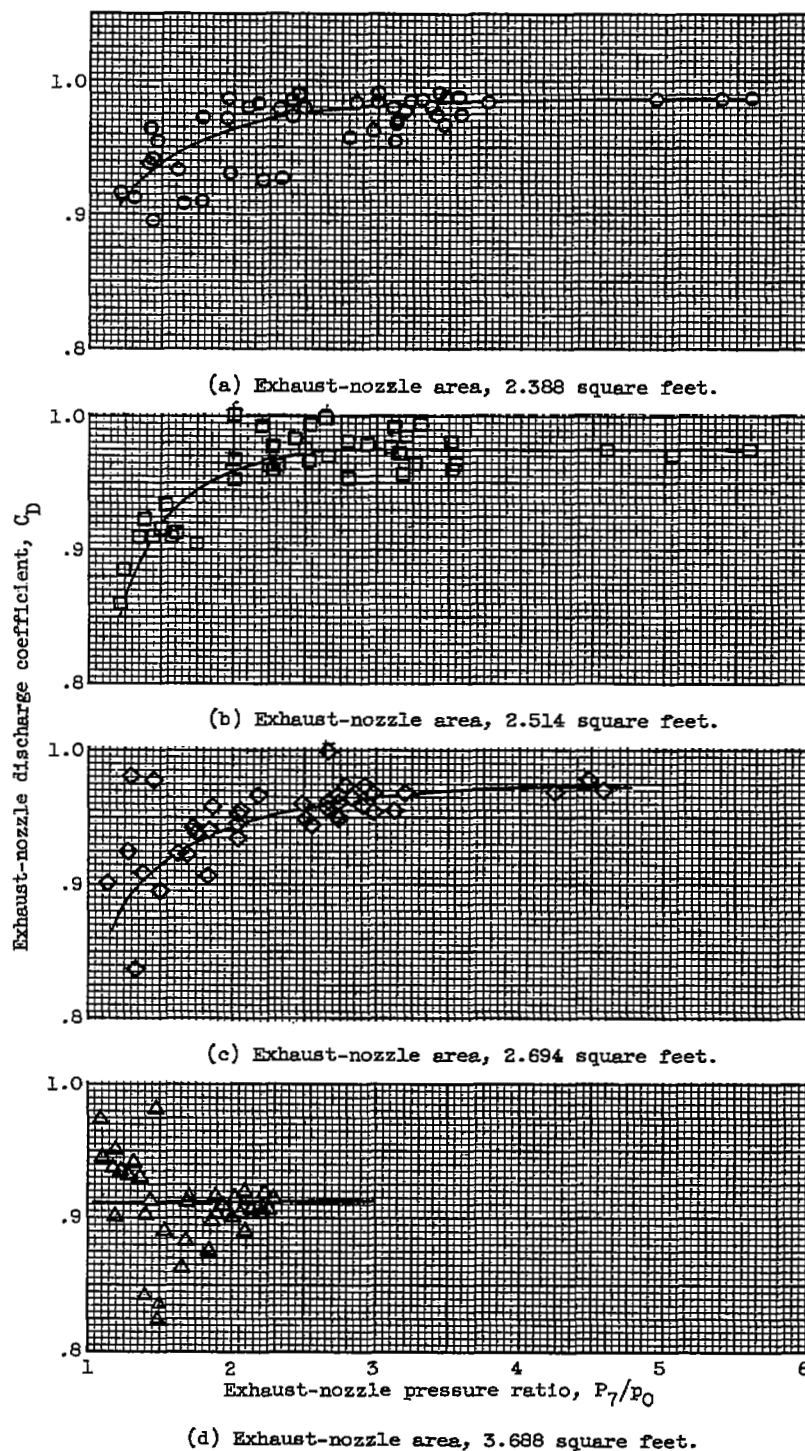 1.0
.9
.8
(a) Exhaust-nozzle area, 2.388 square feet.
1.0
.9
.8
(b) Exhaust-nozzle area, 2.514 square feet.
Exhaust-nozzle discharge coefficient, C_D
1.0
.9
.8
(c) Exhaust-nozzle area, 2.694 square feet.
1.0
.9
.8
1 2 3 4 5 6
Exhaust-nozzle pressure ratio, P_7/p_0
(d) Exhaust-nozzle area, 3.688 square feet.